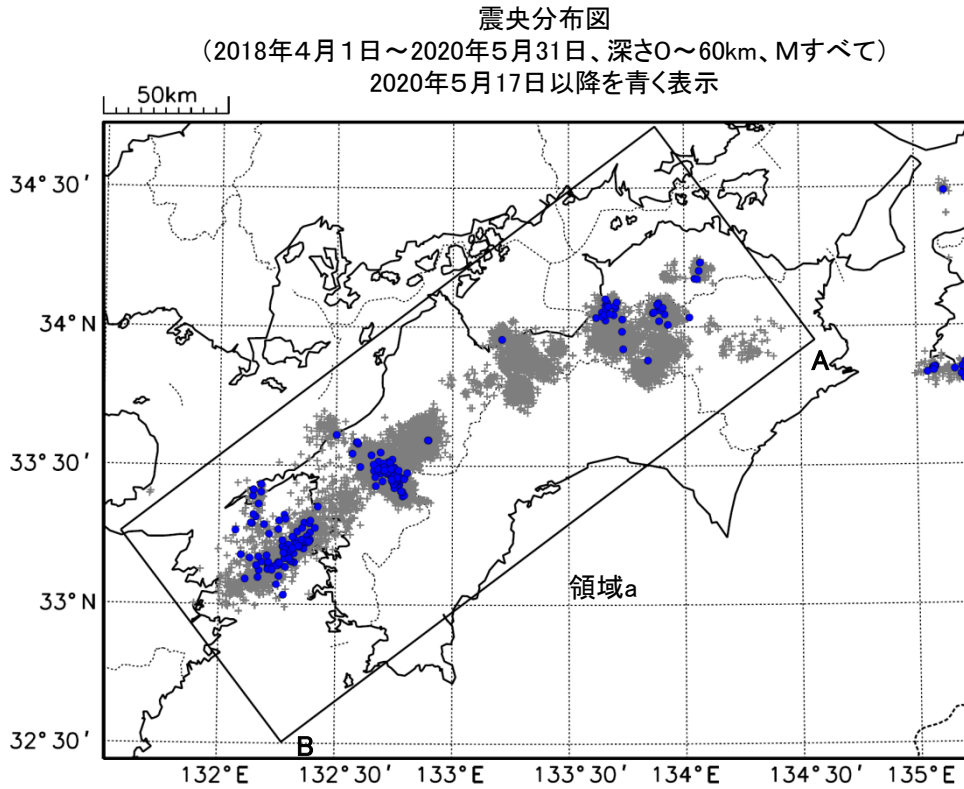 震央分布図
（2018年４月１日～2020年５月31日、深さ０～60km、Ｍすべて）
2020年５月17日以降を青く表示
50km
34°30′
34°N
33°30′
33°N
32°30′
A
領域a
B
132°E
132°30′
133°E
133°30′
134°E
134°30′
135°E